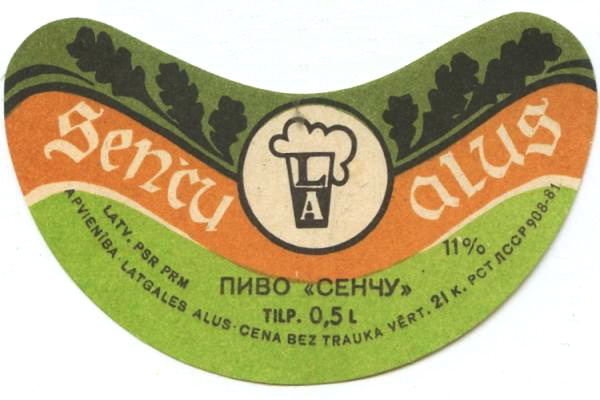 Senču alus
L
A
11%
LATV. PSR PRM
APVIENĪBA · LATGALES ALUS · CENA BEZ TRAUKA VĒRT. 21 К. РСТ ЛССР 908-81
ПИВО «СЕНЧУ»
TILP. 0,5 L